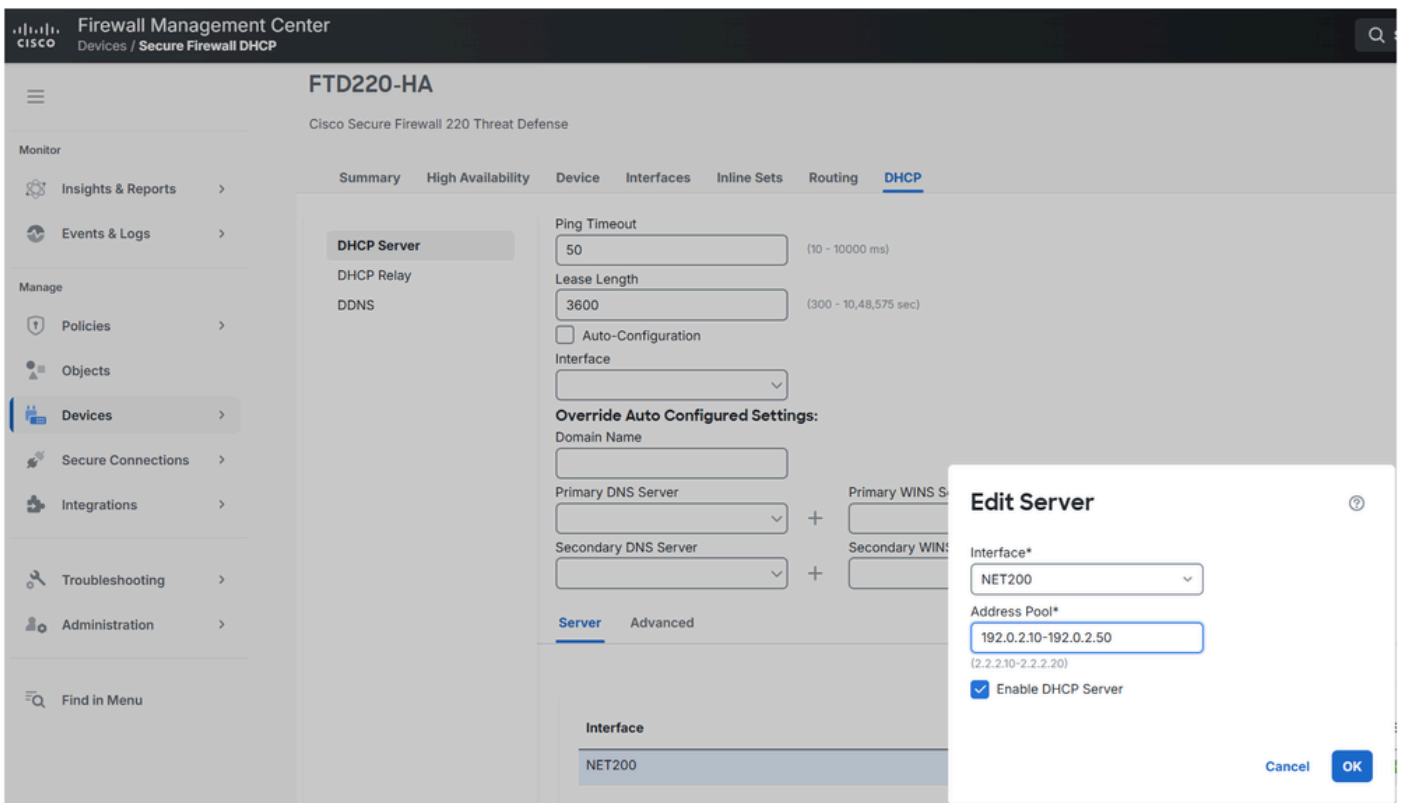 Firewall Management Center
CISCO
Devices / Secure Firewall DHCP
FTD220-HA
Cisco Secure Firewall 220 Threat Defense
Monitor
Insights & Reports
Events & Logs
Manage
Policies
Objects
Devices
Secure Connections
Integrations
Troubleshooting
Administration
Find in Menu
Summary High Availability Device Interfaces Inline Sets Routing DHCP
DHCP Server
DHCP Relay
DDNS
Ping Timeout
50 (10 - 10000 ms)
Lease Length
3600 (300 - 10,48,575 sec)
Auto-Configuration
Interface
Override Auto Configured Settings:
Domain Name
Primary DNS Server Primary WINS S
Secondary DNS Server Secondary WINS
Server Advanced
Interface
NET200
Edit Server
Interface*
NET200
Address Pool*
192.0.2.10-192.0.2.50
(2.2.2.10-2.2.2.20)
Enable DHCP Server
Cancel OK